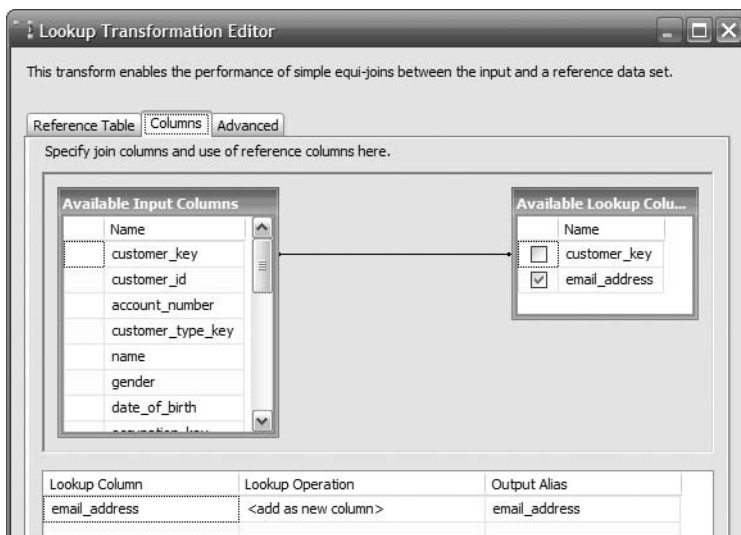 Lookup Transformation Editor
This transform enables the performance of simple equi-joins between the input and a reference data set.
Reference Table Columns Advanced
Specify join columns and use of reference columns here.
Available Input Columns
Name
customer_key
customer_id
account_number
customer_type_key
name
gender
date_of_birth
Available Lookup Colu...
Name
customer_key
email_address
Lookup Column Lookup Operation Output Alias
email_address <add as new column> email_address